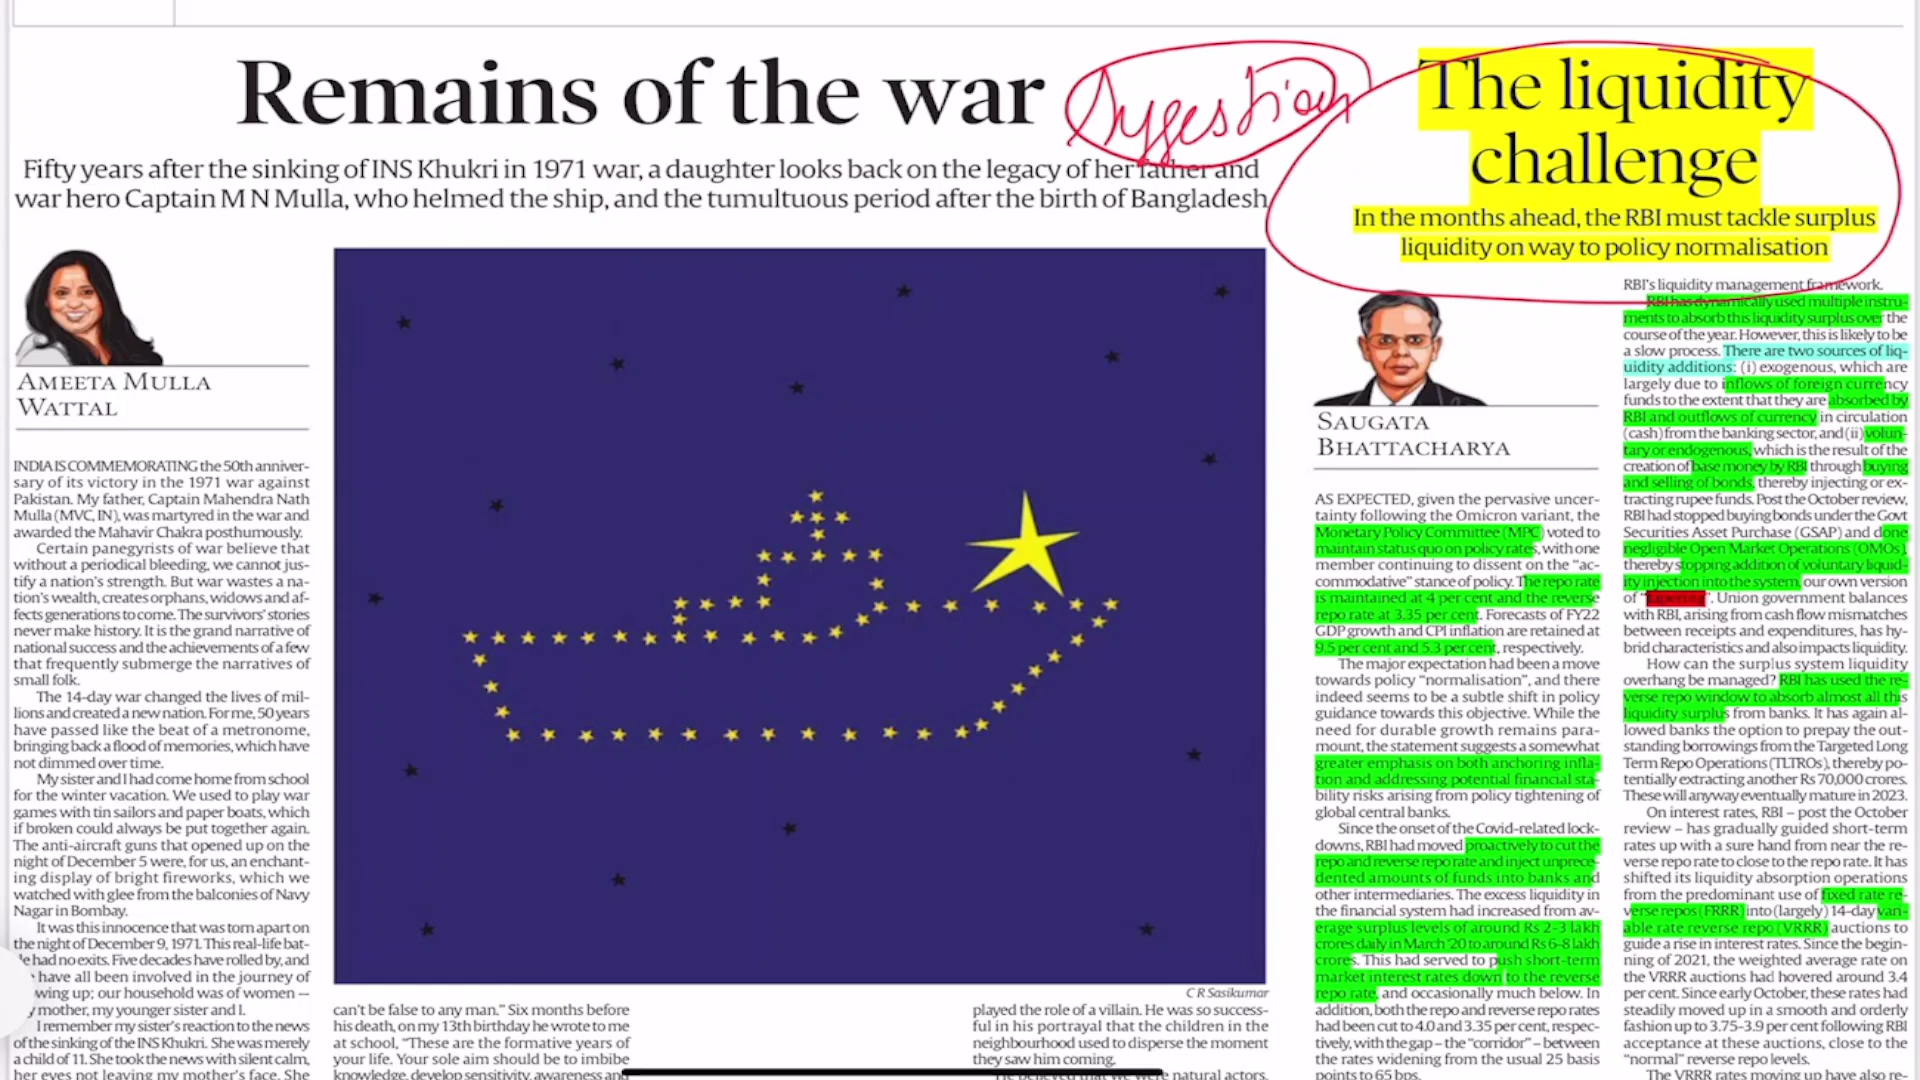 Remains of the war
Fifty years after the sinking of INS Khukri in 1971 war, a daughter looks back on the legacy of her father and
war hero Captain M N Mulla, who helmed the ship, and the tumultuous period after the birth of Bangladesh
AMEETA MULLA
WATTAL
INDIA IS COMMEMORATING the 50th anniver-
sary of its victory in the 1971 war against
Pakistan. My father, Captain Mahendra Nath
Mulla (MVC, IN), was martyred in the war and
awarded the Mahavir Chakra posthumously.
Certain panegyrists of war believe that
without a periodical bleeding, we cannot jus-
tify a nation's strength. But war wastes a na-
tion's wealth, creates orphans, widows and af-
fects generations to come. The survivors' stories
never make history. It is the grand narrative of
national success and the achievements of a few
that frequently submerge the narratives of
small folk.
The 14-day war changed the lives of mil-
lions and created a new nation. For me, 50 years
have passed like the beat of a metronome,
bringing back a flood of memories, which have
not dimmed over time.
My sister and I had come home from school
for the winter vacation. We used to play war
games with tin sailors and paper boats, which
if broken could always be put together again.
The anti-aircraft guns that opened up on the
night of December 5 were, for us, an enchant-
ing display of bright fireworks, which we
watched with glee from the balconies of Navy
Nagar in Bombay.
It was this innocence that was torn apart on
the night of December 9, 1971. This real-life bat-
le had no exits. Five decades have rolled by, and
have all been involved in the journey of
wing up; our household was of women –
mother, my younger sister and I.
I remember my sister's reaction to the news
of the sinking of the INS Khukri. She was merely
a child of 11. She took the news with silent calm,
her eyes not leaving my mother's face. She
C R Sasikumar
can't be false to any man." Six months before
his death, on my 13th birthday he wrote to me
at school, "These are the formative years of
your life. Your sole aim should be to imbibe
knowledge, develop sensitivity, awareness and
played the role of a villain. He was so success-
ful in his portrayal that the children in the
neighbourhood used to disperse the moment
they saw him coming.
He believed that we were natural actors,
The liquidity
challenge
In the months ahead, the RBI must tackle surplus
liquidity on way to policy normalisation
SAUGATA
BHATTACHARYA
AS EXPECTED, given the pervasive uncer-
tainty following the Omicron variant, the
Monetary Policy Committee (MPC) voted to
maintain status quo on policy rates, with one
member continuing to dissent on the "ac-
commodative" stance of policy. The repo rate
is maintained at 4 per cent and the reverse
repo rate at 3.35 per cent. Forecasts of FY22
GDP growth and CPI inflation are retained at
9.5 per cent and 5.3 per cent, respectively.
The major expectation had been a move
towards policy "normalisation", and there
indeed seems to be a subtle shift in policy
guidance towards this objective. While the
need for durable growth remains para-
mount, the statement suggests a somewhat
greater emphasis on both anchoring infla-
tion and addressing potential financial sta-
bility risks arising from policy tightening of
global central banks.
Since the onset of the Covid-related lock-
downs, RBI had moved proactively to cut the
repo and reverse repo rate and inject unprece-
dented amounts of funds into banks and
other intermediaries. The excess liquidity in
the financial system had increased from av-
erage surplus levels of around Rs 2-3 lakh
crores daily in March '20 to around Rs 6-8 lakh
crores. This had served to push short-term
market interest rates down to the reverse
repo rate, and occasionally much below. In
addition, both the repo and reverse repo rates
had been cut to 4.0 and 3.35 per cent, respec-
tively, with the gap – the "corridor" – between
the rates widening from the usual 25 basis
points to 65 bps.
RBI's liquidity management framework.
RBI has dynamically used multiple instru-
ments to absorb this liquidity surplus over the
course of the year. However, this is likely to be
a slow process. There are two sources of liq-
uidity additions: (i) exogenous, which are
largely due to inflows of foreign currency
funds to the extent that they are absorbed by
RBI and outflows of currency in circulation
(cash) from the banking sector, and (ii) volun-
tary or endogenous, which is the result of the
creation of base money by RBI through buying
and selling of bonds, thereby injecting or ex-
tracting rupee funds. Post the October review,
RBI had stopped buying bonds under the Govt
Securities Asset Purchase (GSAP) and done
negligible Open Market Operations (OMOs),
thereby stopping addition of voluntary liquid-
ity injection into the system, our own version
of "tapering". Union government balances
with RBI, arising from cash flow mismatches
between receipts and expenditures, has hy-
brid characteristics and also impacts liquidity.
How can the surplus system liquidity
overhang be managed? RBI has used the re-
verse repo window to absorb almost all this
liquidity surplus from banks. It has again al-
lowed banks the option to prepay the out-
standing borrowings from the Targeted Long
Term Repo Operations (TLTROs), thereby po-
tentially extracting another Rs 70,000 crores.
These will anyway eventually mature in 2023.
On interest rates, RBI – post the October
review – has gradually guided short-term
rates up with a sure hand from near the re-
verse repo rate to close to the repo rate. It has
shifted its liquidity absorption operations
from the predominant use of fixed rate re-
verse repos (FRRR) into (largely) 14-day vari-
able rate reverse repo (VRRR) auctions to
guide a rise in interest rates. Since the begin-
ning of 2021, the weighted average rate on
the VRRR auctions had hovered around 3.4
per cent. Since early October, these rates had
steadily moved up in a smooth and orderly
fashion up to 3.75-3.9 per cent following RBI
acceptance at these auctions, close to the
"normal" reverse repo levels.
The VRRR rates moving up have also re-